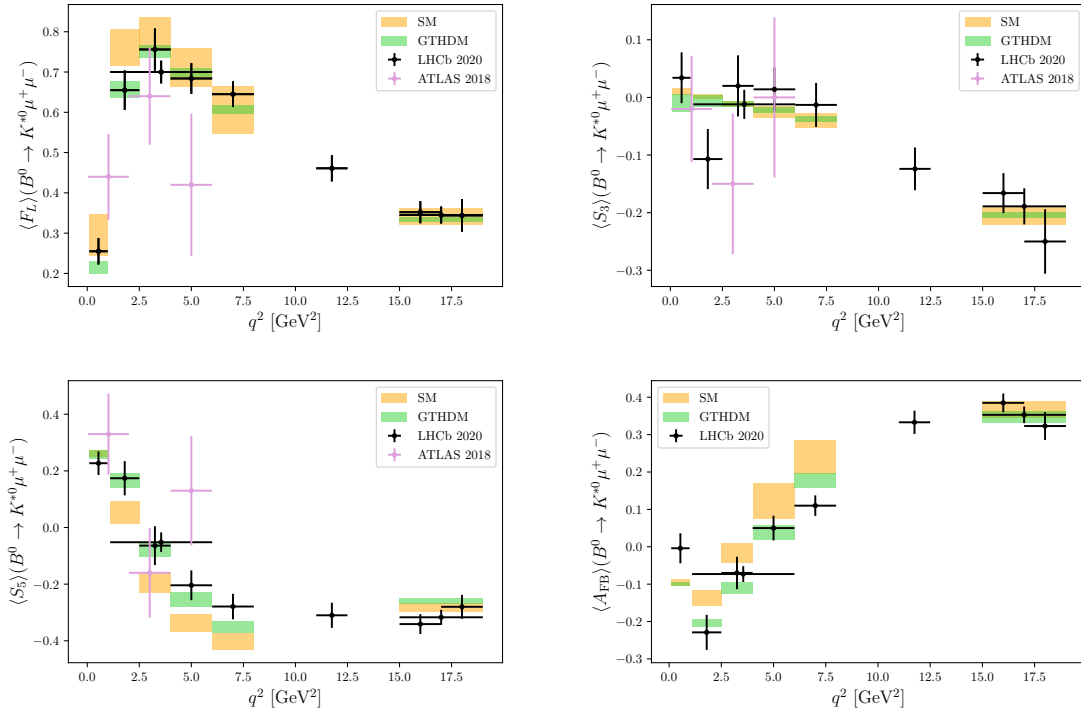 ⟨F_L⟩(B^0 → K^{*0}μ^+μ^−)
0.8
0.7
0.6
0.5
0.4
0.3
0.2
SM
GTHDM
LHCb 2020
ATLAS 2018
0.0 2.5 5.0 7.5 10.0 12.5 15.0 17.5
q^2 [GeV^2]
⟨S_3⟩(B^0 → K^{*0}μ^+μ^−)
0.1
0.0
−0.1
−0.2
−0.3
SM
GTHDM
LHCb 2020
ATLAS 2018
0.0 2.5 5.0 7.5 10.0 12.5 15.0 17.5
q^2 [GeV^2]
⟨S_5⟩(B^0 → K^{*0}μ^+μ^−)
0.4
0.2
0.0
−0.2
−0.4
SM
GTHDM
LHCb 2020
ATLAS 2018
0.0 2.5 5.0 7.5 10.0 12.5 15.0 17.5
q^2 [GeV^2]
⟨A_{FB}⟩(B^0 → K^{*0}μ^+μ^−)
0.4
0.3
0.2
0.1
0.0
−0.1
−0.2
−0.3
SM
GTHDM
LHCb 2020
0.0 2.5 5.0 7.5 10.0 12.5 15.0 17.5
q^2 [GeV^2]